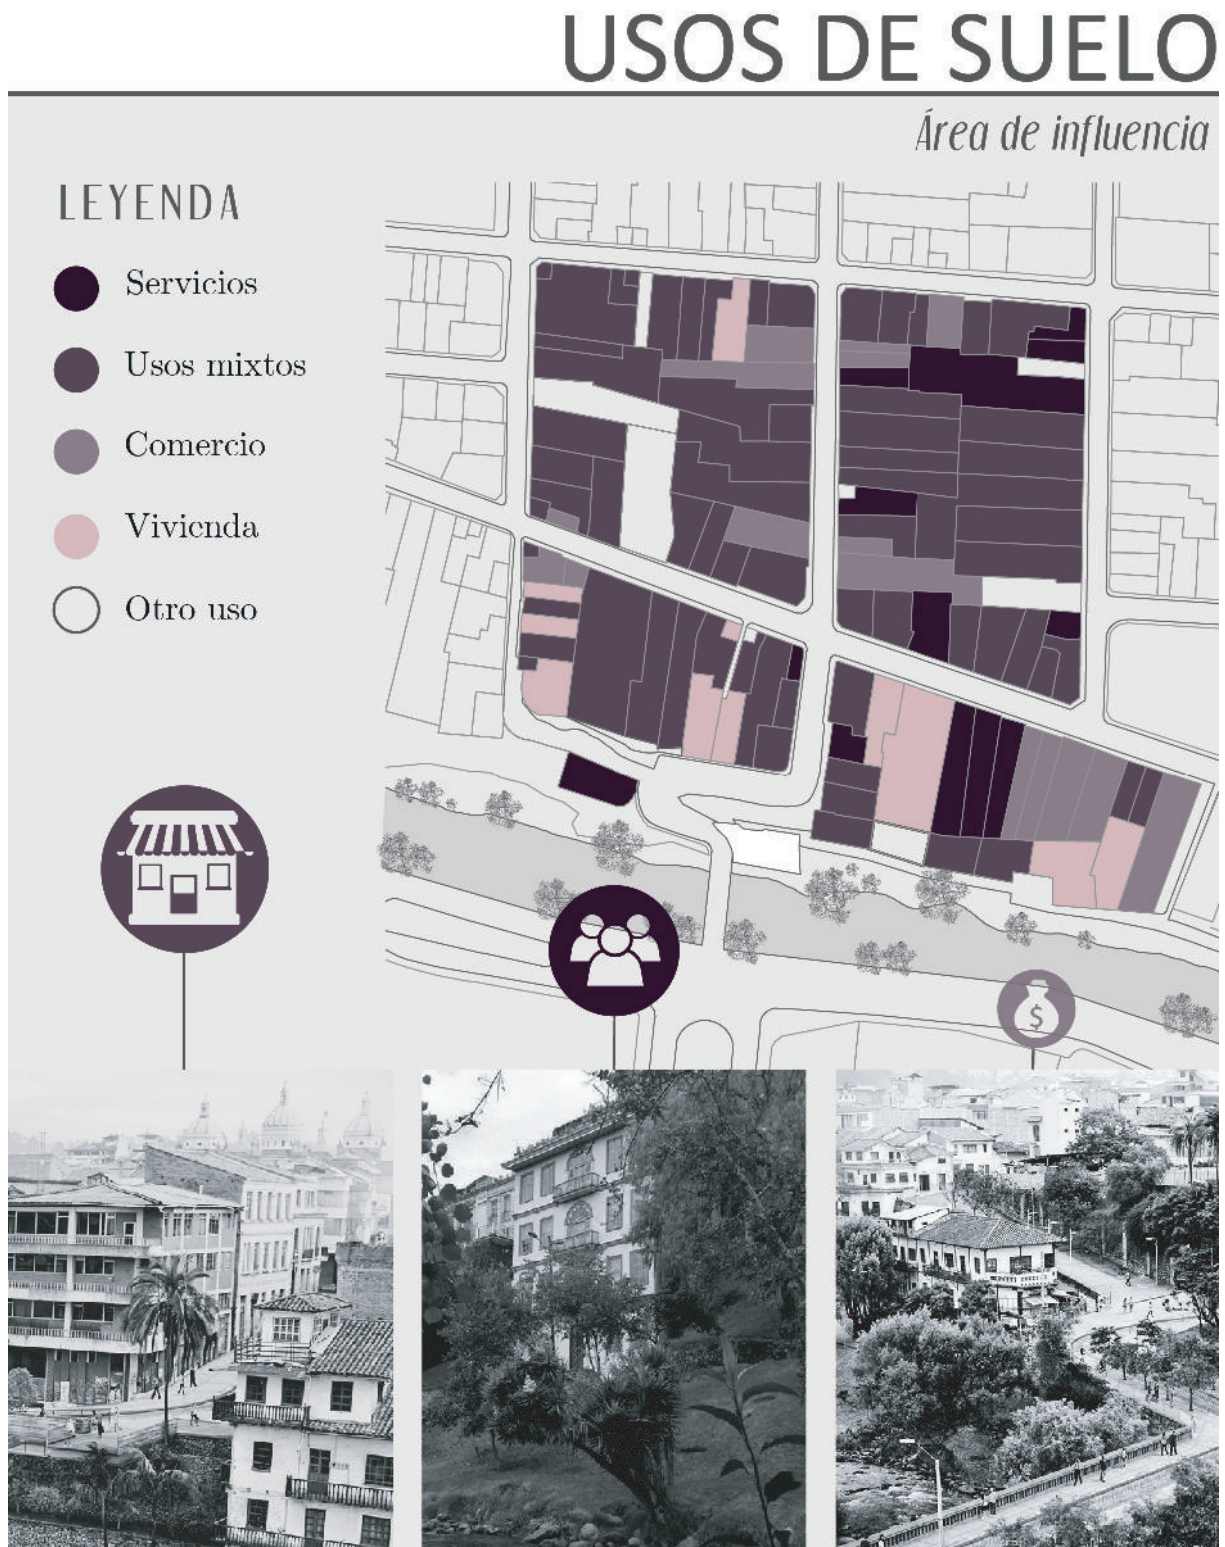 USOS DE SUELO
Área de influencia
LEYENDA
Servicios
Usos mixtos
Comercio
Vivienda
Otro uso
$